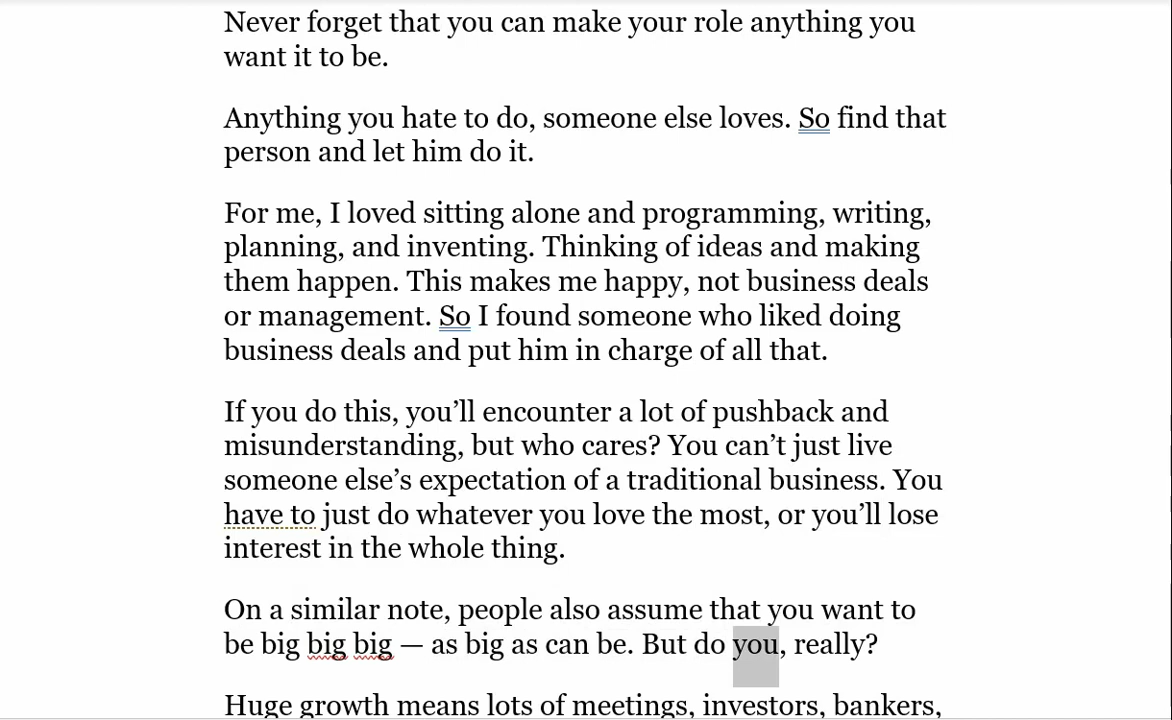 Never forget that you can make your role anything you
want it to be.
Anything you hate to do, someone else loves. So find that
person and let him do it.
For me, I loved sitting alone and programming, writing,
planning, and inventing. Thinking of ideas and making
them happen. This makes me happy, not business deals
or management. So I found someone who liked doing
business deals and put him in charge of all that.
If you do this, you’ll encounter a lot of pushback and
misunderstanding, but who cares? You can’t just live
someone else’s expectation of a traditional business. You
have to just do whatever you love the most, or you’ll lose
interest in the whole thing.
On a similar note, people also assume that you want to
be big big big — as big as can be. But do you, really?
Huge growth means lots of meetings, investors, bankers,